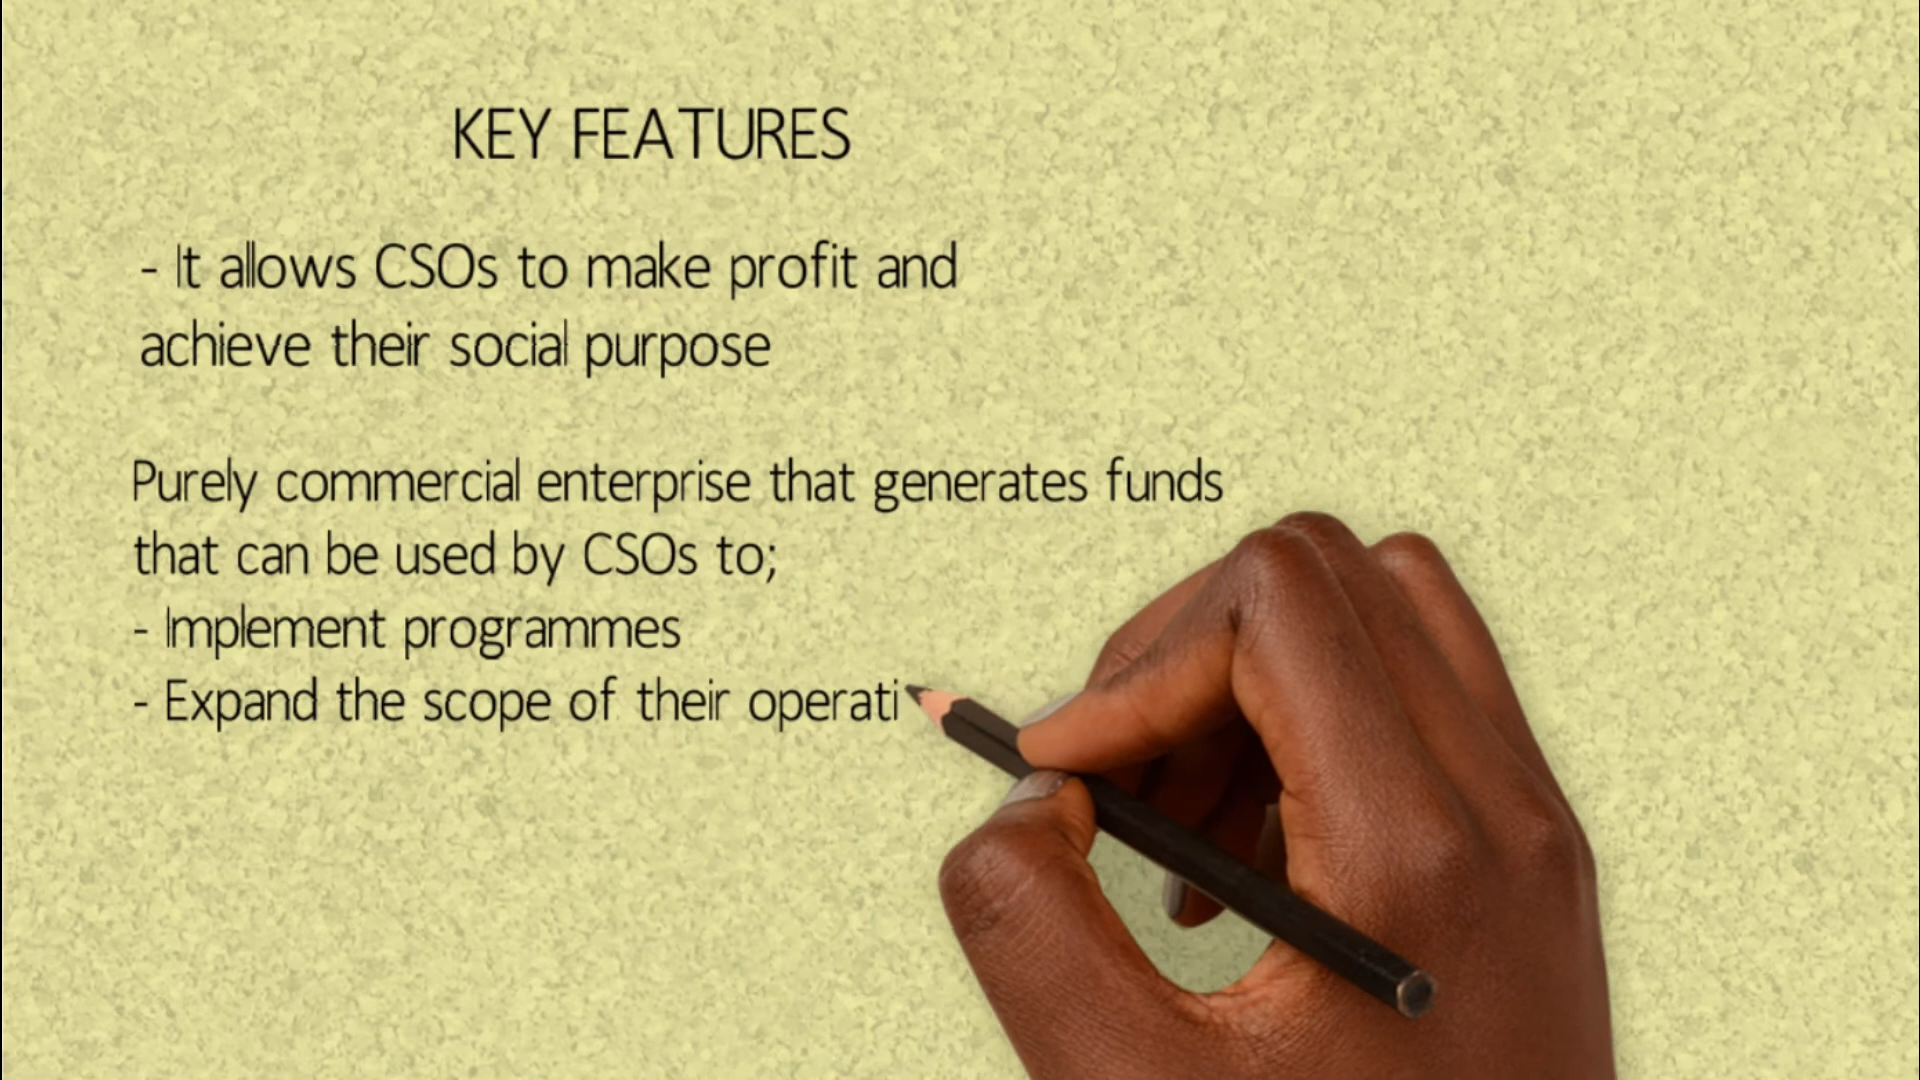 KEY FEATURES
- It allows CSOs to make profit and
achieve their social purpose
Purely commercial enterprise that generates funds
that can be used by CSOs to;
- Implement programmes
- Expand the scope of their operati